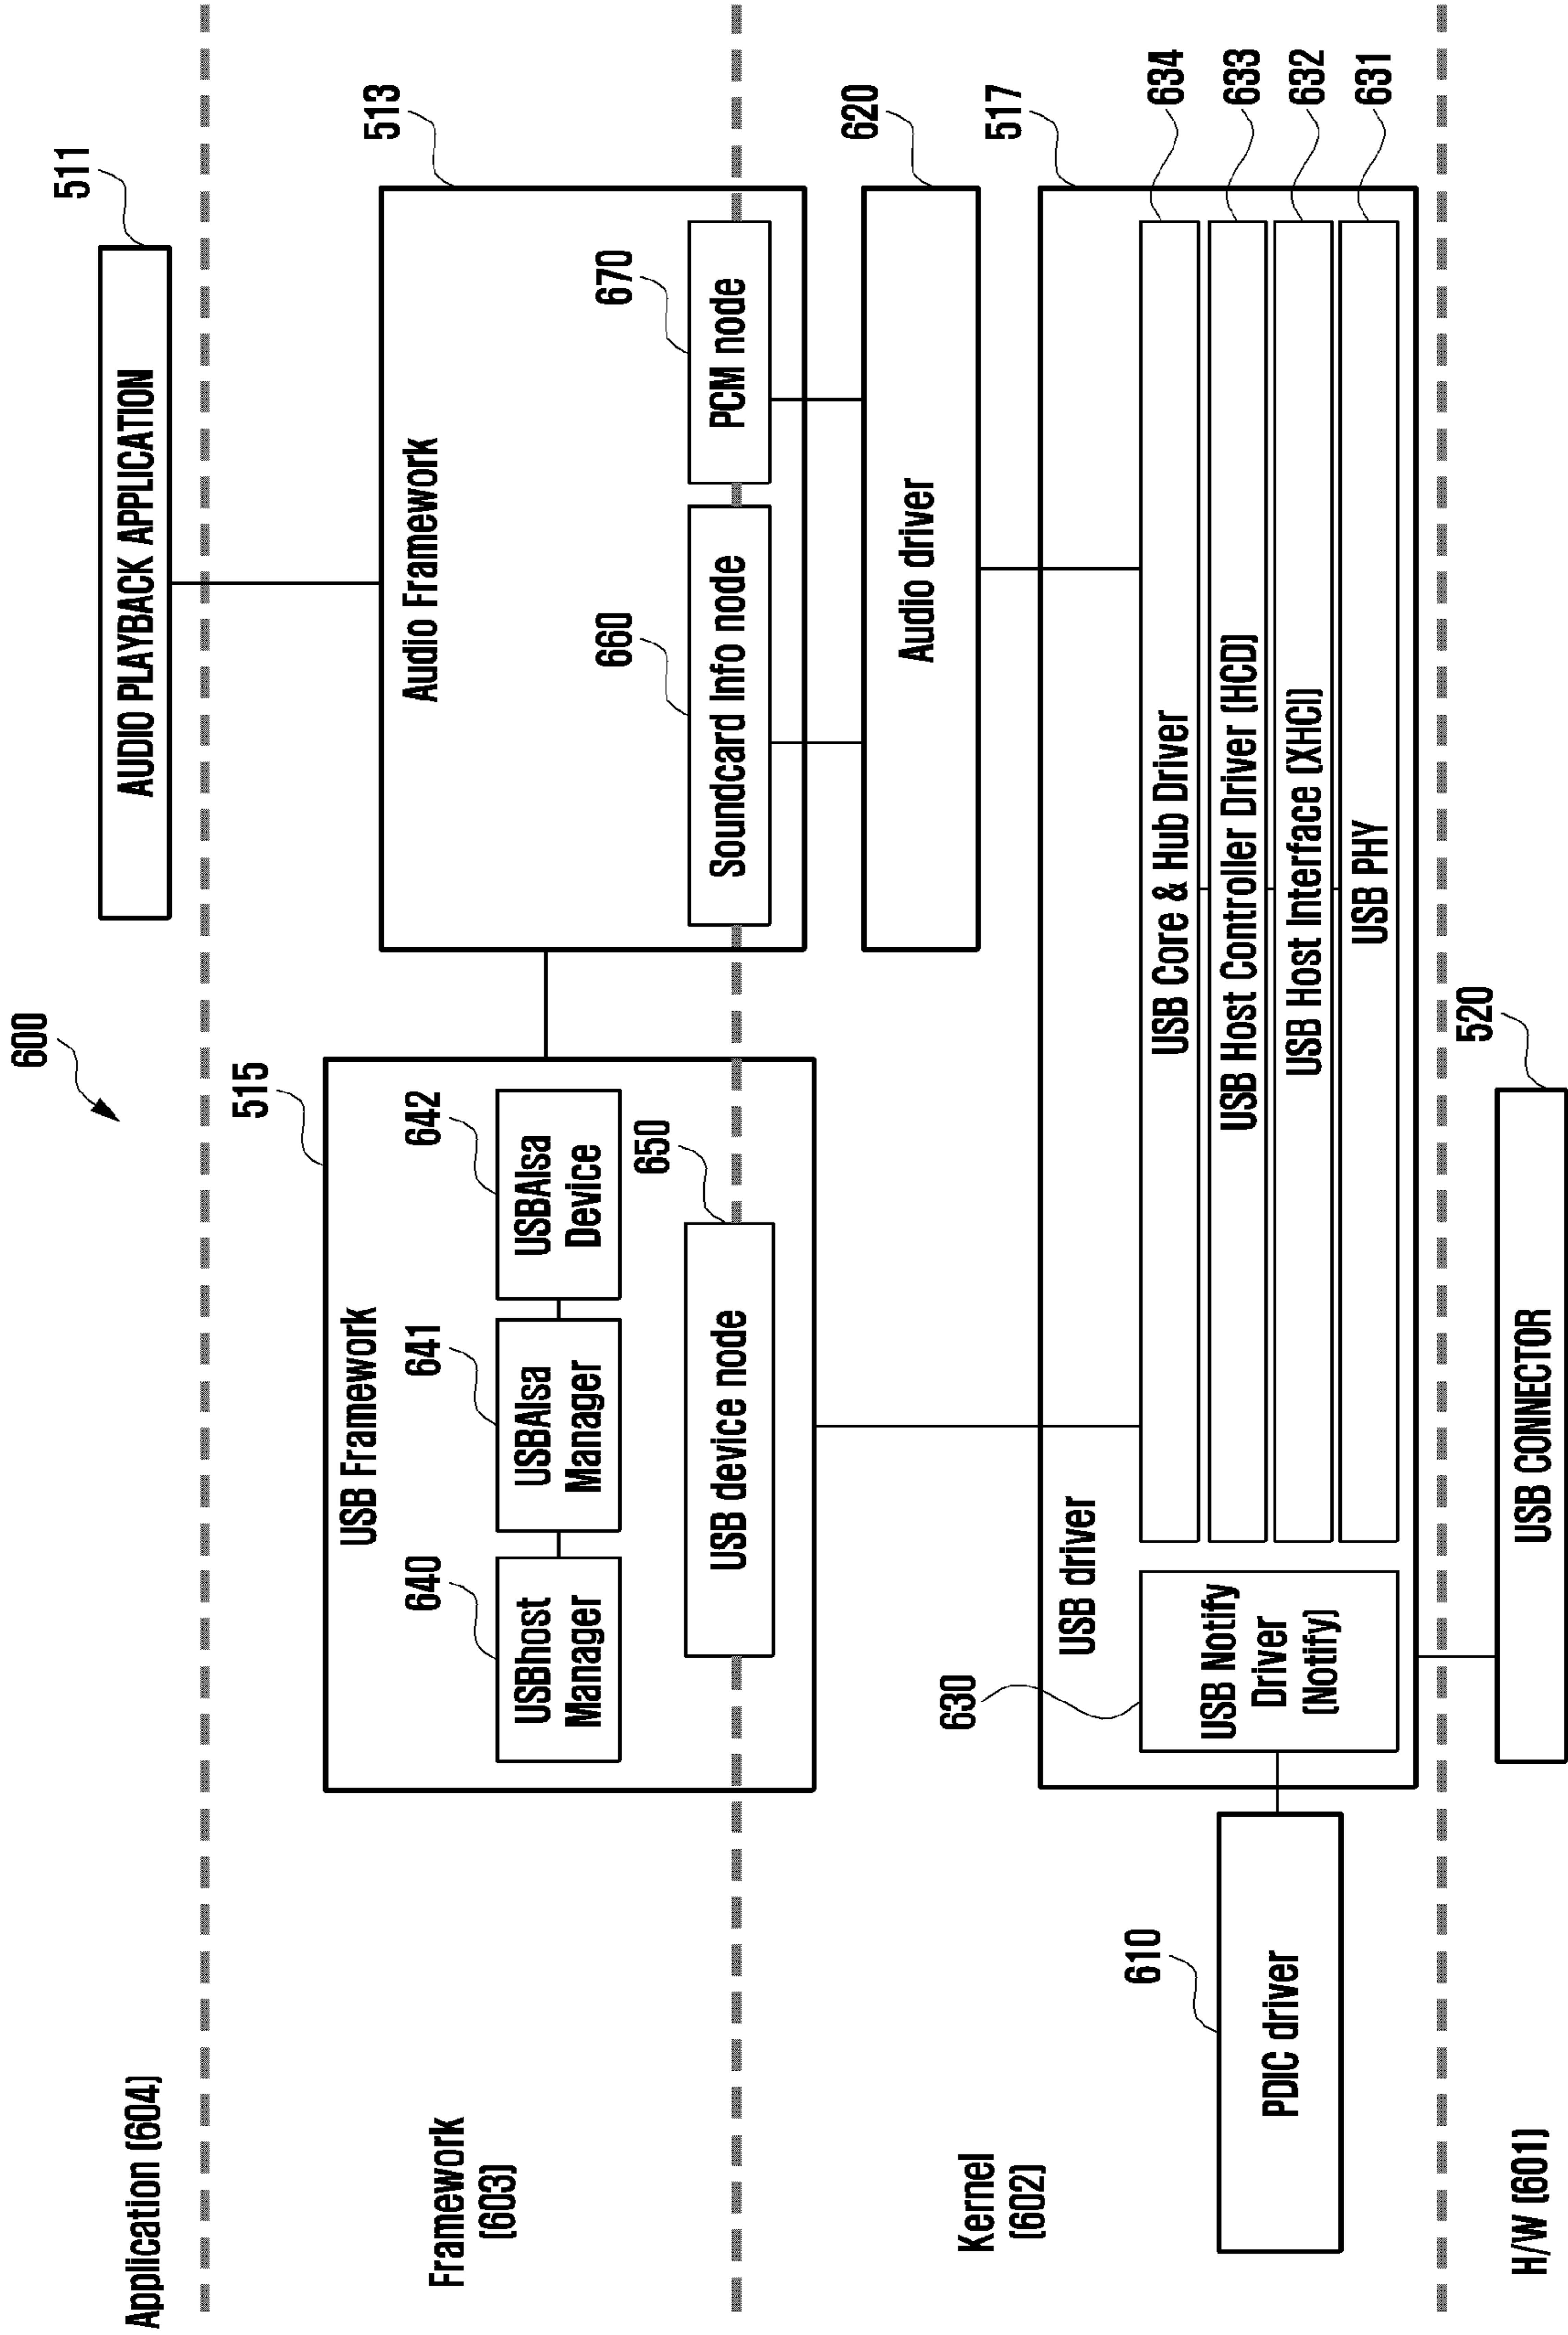 600
Application (604)
511
AUDIO PLAYBACK APPLICATION
Framework
(603)
515
USB Framework
640
USBhost
Manager
641
USBAlsa
Manager
642
USBAlsa
Device
650
USB device node
513
Audio Framework
660
Soundcard Info node
670
PCM node
Kernel
(602)
620
Audio driver
610
PDIC driver
517
USB driver
630
USB Notify
Driver
(Notify)
USB Core & Hub Driver
634
USB Host Controller Driver (HCD)
633
USB Host Interface (XHCI)
632
USB PHY
631
H/W (601)
520
USB CONNECTOR